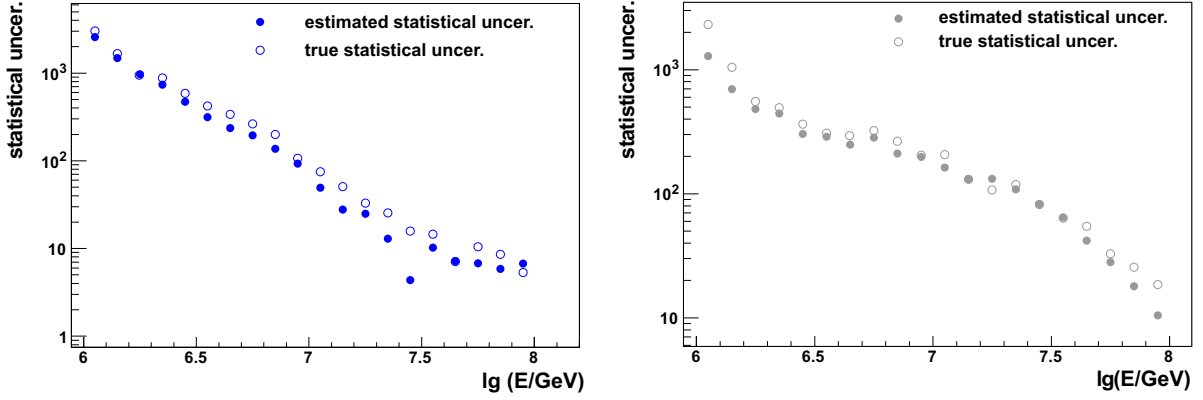 statistical uncer.
estimated statistical uncer.
true statistical uncer.
10³
10²
10
1
6 6.5 7 7.5 8
lg (E/GeV)
statistical uncer.
estimated statistical uncer.
true statistical uncer.
10³
10²
10
6 6.5 7 7.5 8
lg(E/GeV)